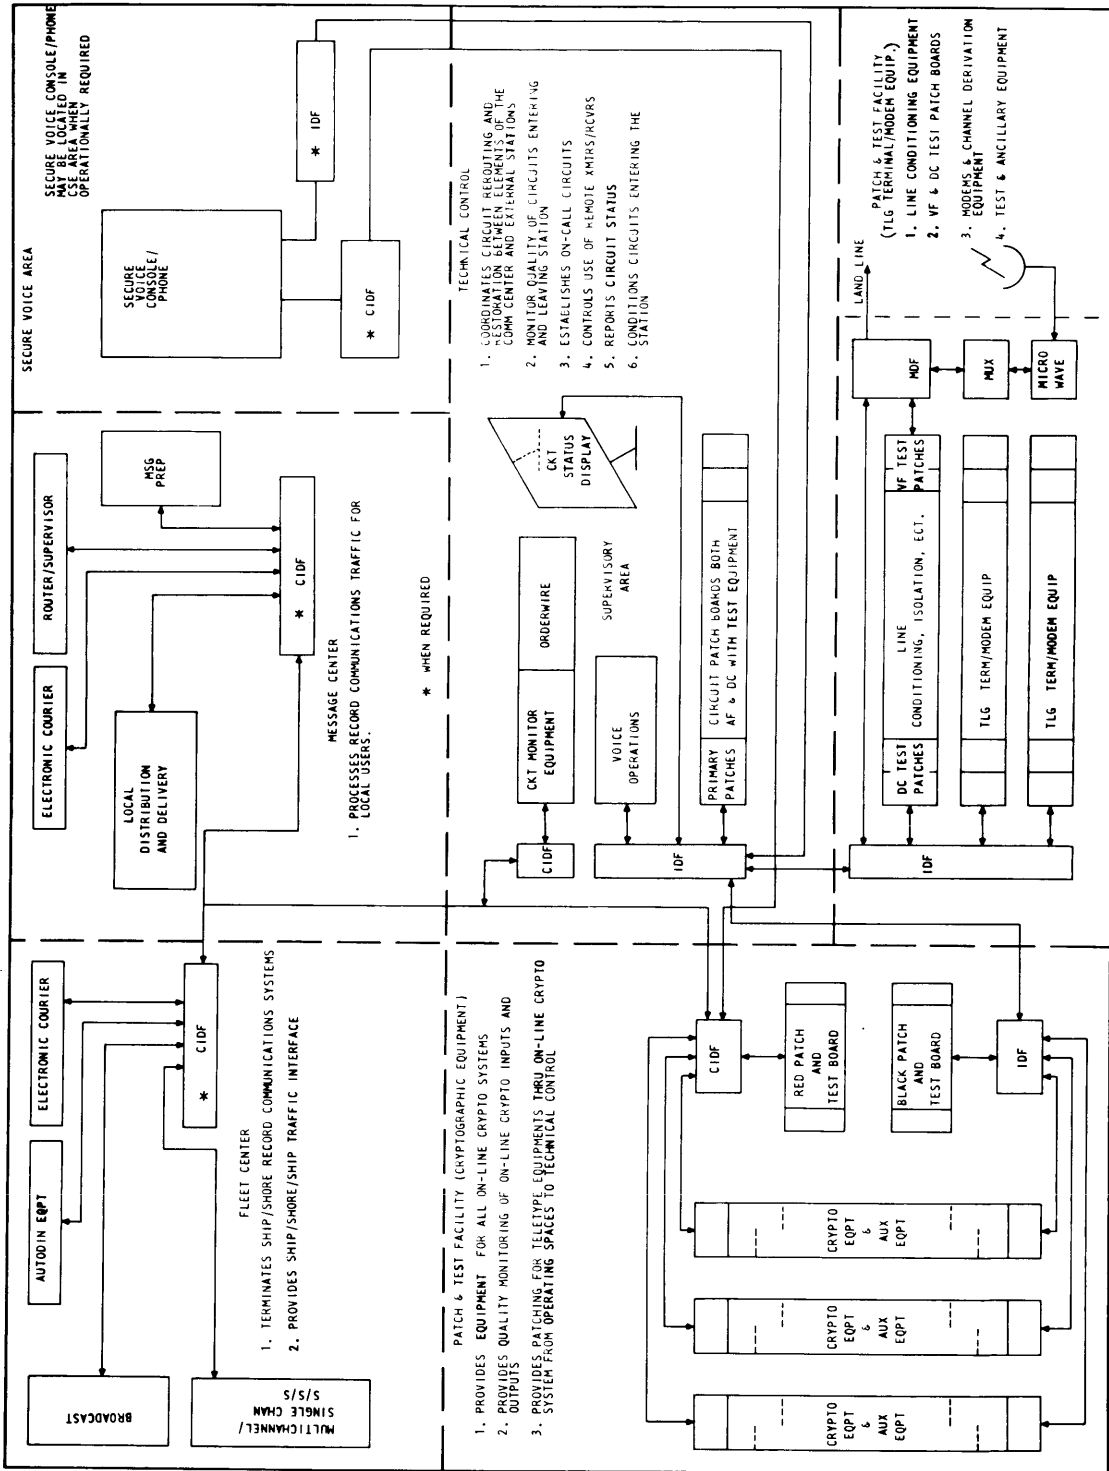 SECURE VOICE AREA
SECURE VOICE CONSOLE/PHONE
MAY BE LOCATED IN
CSE AREA WHEN
OPERATIONALLY REQUIRED
SECURE
VOICE
CONSOLE/
PHONE
* IDF
* CIDF
ROUTER/SUPERVISOR
MSG
PREP
ELECTRONIC COURIER
LOCAL
DISTRIBUTION
AND DELIVERY
* CIDF
MESSAGE CENTER
1. PROCESSES RECORD COMMUNICATIONS TRAFFIC FOR
LOCAL USERS.
* WHEN REQUIRED
ELECTRONIC COURIER
AUTODIN EQPT
BROADCAST
MULTICHANNEL/
SINGLE CHAN
S/S/S
* CIDF
FLEET CENTER
1. TERMINATES SHIP/SHORE RECORD COMMUNICATIONS SYSTEMS
2. PROVIDES SHIP/SHORE/SHIP TRAFFIC INTERFACE
TECHNICAL CONTROL
1. COORDINATES CIRCUIT REROUTING AND
RESTORATION BETWEEN ELEMENTS OF THE
COMM CENTER AND EXTERNAL STATIONS
2. MONITOR QUALITY OF CIRCUITS ENTERING
AND LEAVING STATION
3. ESTABLISHES ON-CALL CIRCUITS
4. CONTROLS USE OF REMOTE XMTRS/RCVRS
5. REPORTS CIRCUIT STATUS
6. CONDITIONS CIRCUITS ENTERING THE
STATION
CKT
STATUS
DISPLAY
CKT MONITOR
EQUIPMENT
ORDERWIRE
SUPERVISORY
AREA
VOICE
OPERATIONS
PRIMARY
PATCHES
CIRCUIT PATCH BOARDS BOTH
AF & DC WITH TEST EQUIPMENT
CIDF
IDF
PATCH & TEST FACILITY (CRYPTOGRAPHIC EQUIPMENT)
1. PROVIDES EQUIPMENT FOR ALL ON-LINE CRYPTO SYSTEMS
2. PROVIDES QUALITY MONITORING OF ON-LINE CRYPTO INPUTS AND
OUTPUTS
3. PROVIDES PATCHING FOR TELETYPE EQUIPMENTS THRU ON-LINE CRYPTO
SYSTEM FROM OPERATING SPACES TO TECHNICAL CONTROL
CIDF
RED PATCH
AND
TEST BOARD
BLACK PATCH
AND
TEST BOARD
IDF
CRYPTO
EQPT
&
AUX
EQPT
CRYPTO
EQPT
&
AUX
EQPT
CRYPTO
EQPT
&
AUX
EQPT
PATCH & TEST FACILITY
(TLG TERMINAL/MODEM EQUIP.)
1. LINE CONDITIONING EQUIPMENT
2. VF & DC TEST PATCH BOARDS
3. MODEMS & CHANNEL DERIVATION
EQUIPMENT
4. TEST & ANCILLARY EQUIPMENT
LAND LINE
MDF
MUX
MICRO
WAVE
DC TEST
PATCHES
LINE
CONDITIONING, ISOLATION, ECT.
VF TEST
PATCHES
TLG TERM/MODEM EQUIP
TLG TERM/MODEM EQUIP
IDF